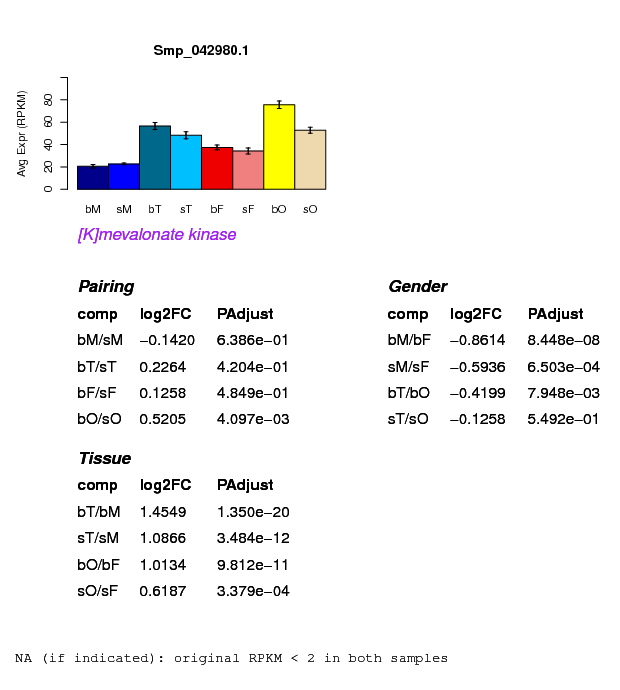 Smp_042980.1
Avg Expr (RPKM)
0 20 40 60 80
bM sM bT sT bF sF bO sO
[K]mevalonate kinase
Pairing
comp log2FC PAdjust
bM/sM −0.1420 6.386e−01
bT/sT 0.2264 4.204e−01
bF/sF 0.1258 4.849e−01
bO/sO 0.5205 4.097e−03
Gender
comp log2FC PAdjust
bM/bF −0.8614 8.448e−08
sM/sF −0.5936 6.503e−04
bT/bO −0.4199 7.948e−03
sT/sO −0.1258 5.492e−01
Tissue
comp log2FC PAdjust
bT/bM 1.4549 1.350e−20
sT/sM 1.0866 3.484e−12
bO/bF 1.0134 9.812e−11
sO/sF 0.6187 3.379e−04
NA (if indicated): original RPKM < 2 in both samples